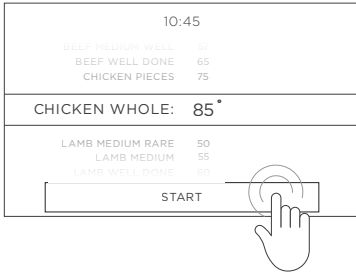 10:45
BEEF MEDIUM WELL
BEEF WELL DONE 65
CHICKEN PIECES 75
CHICKEN WHOLE: 85°
LAMB MEDIUM RARE 50
LAMB MEDIUM 55
LAMB WELL DONE 60
START